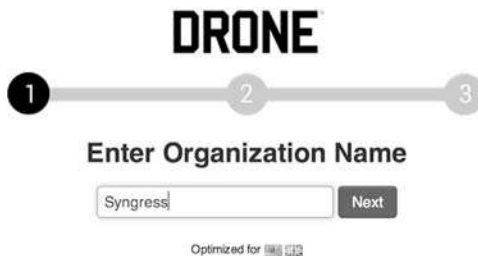 DRONE
1 2 3
Enter Organization Name
Syngress Next
Optimized for